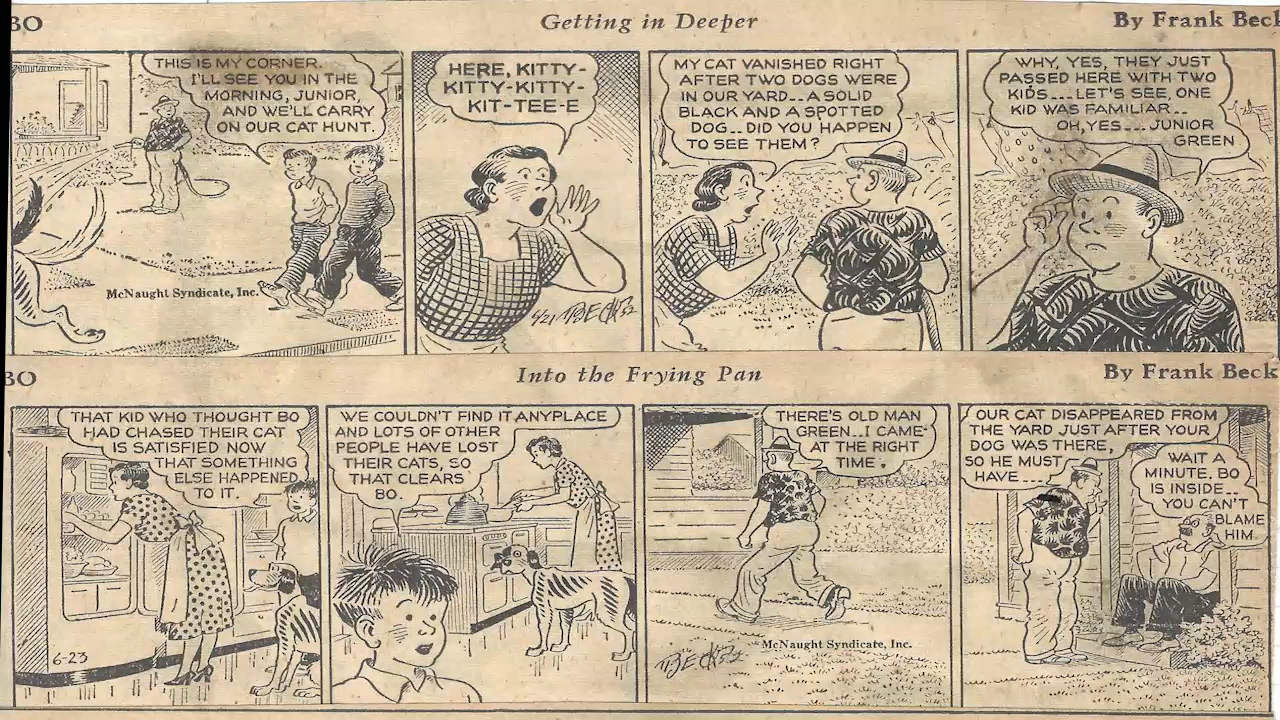 BO
Getting in Deeper
By Frank Beck
THIS IS MY CORNER.
I'LL SEE YOU IN THE
MORNING, JUNIOR,
AND WE'LL CARRY
ON OUR CAT HUNT.
McNaught Syndicate, Inc.
HERE, KITTY-
KITTY-KITTY-
KIT-TEE-E
BECK 52
MY CAT VANISHED RIGHT
AFTER TWO DOGS WERE
IN OUR YARD.. A SOLID
BLACK AND A SPOTTED
DOG.. DID YOU HAPPEN
TO SEE THEM?
WHY, YES, THEY JUST
PASSED HERE WITH TWO
KIDS...LET'S SEE, ONE
KID WAS FAMILIAR...
OH, YES...JUNIOR
GREEN
BO
Into the Frying Pan
By Frank Beck
THAT KID WHO THOUGHT BO
HAD CHASED THEIR CAT
IS SATISFIED NOW
THAT SOMETHING
ELSE HAPPENED
TO IT.
6-23
WE COULDN'T FIND IT ANYPLACE
AND LOTS OF OTHER
PEOPLE HAVE LOST
THEIR CATS, SO
THAT CLEARS
BO.
THERE'S OLD MAN
GREEN..I CAME
AT THE RIGHT
TIME.
BECK 52
McNaught Syndicate, Inc.
OUR CAT DISAPPEARED FROM
THE YARD JUST AFTER YOUR
DOG WAS THERE,
SO HE MUST
HAVE....
WAIT A
MINUTE. BO
IS INSIDE..
YOU CAN'T
BLAME
HIM.